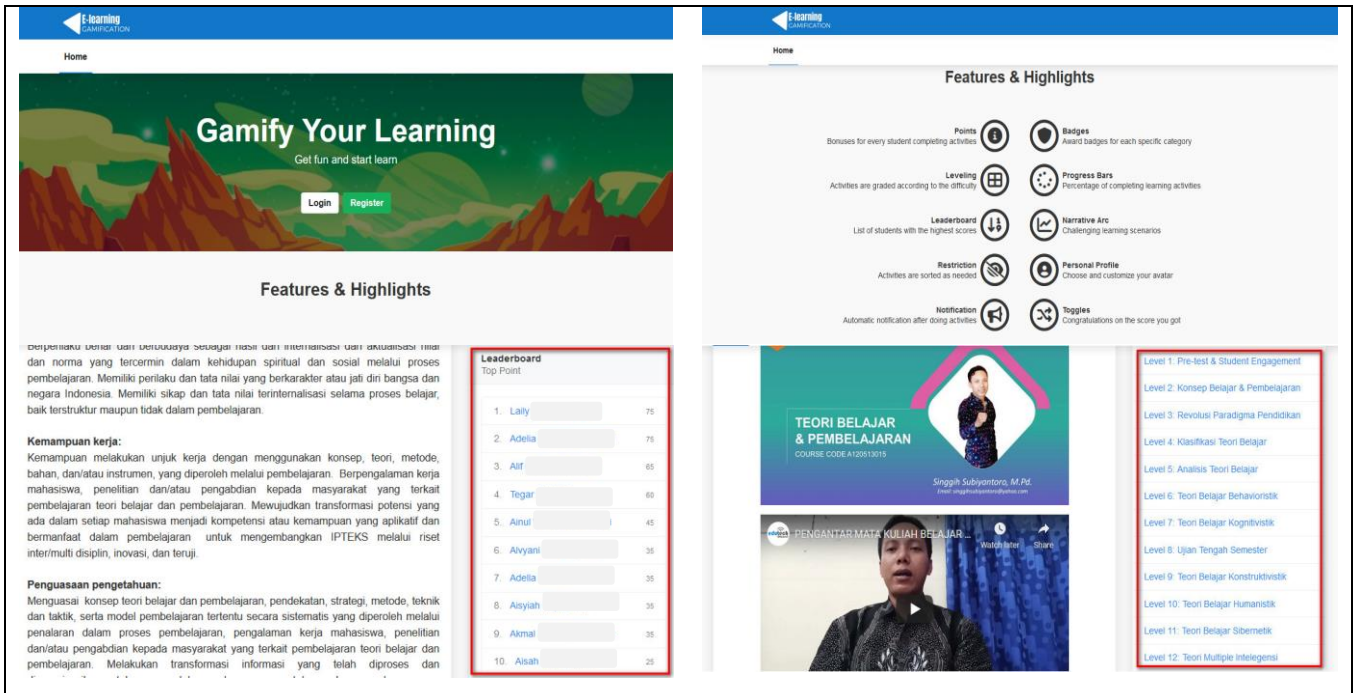 E-learning
GAMIFICATION
Home
Gamify Your Learning
Get fun and start learn
Login
Register
Features & Highlights
Berperilaku benar dan berbudaya sebagai hasil dari internalisasi dan aktualisasi nilai
dan norma yang tercermin dalam kehidupan spiritual dan sosial melalui proses
pembelajaran. Memiliki perilaku dan tata nilai yang berkarakter atau jati diri bangsa dan
negara Indonesia. Memiliki sikap dan tata nilai terinternalisasi selama proses belajar,
baik terstruktur maupun tidak dalam pembelajaran.
Kemampuan kerja:
Kemampuan melakukan unjuk kerja dengan menggunakan konsep, teori, metode,
bahan, dan/atau instrumen, yang diperoleh melalui pembelajaran. Berpengalaman kerja
mahasiswa, penelitian dan/atau pengabdian kepada masyarakat yang terkait
pembelajaran teori belajar dan pembelajaran. Mewujudkan transformasi potensi yang
ada dalam setiap mahasiswa menjadi kompetensi atau kemampuan yang aplikatif dan
bermanfaat dalam pembelajaran untuk mengembangkan IPTEKS melalui riset
inter/multi disiplin, inovasi, dan teruji.
Penguasaan pengetahuan:
Menguasai konsep teori belajar dan pembelajaran, pendekatan, strategi, metode, teknik
dan taktik, serta model pembelajaran tertentu secara sistematis yang diperoleh melalui
penalaran dalam proses pembelajaran, pengalaman kerja mahasiswa, penelitian
dan/atau pengabdian kepada masyarakat yang terkait pembelajaran teori belajar dan
pembelajaran. Melakukan transformasi informasi yang telah diproses dan
Leaderboard
Top Point
1. Laily 75
2. Adelia 75
3. Alif 65
4. Tegar 60
5. Ainul 45
6. Alvyani 35
7. Adella 35
8. Aisyiah 35
9. Akmal 35
10. Aisah 25
E-learning
GAMIFICATION
Home
Features & Highlights
Points
Bonuses for every student completing activities
Badges
Award badges for each specific category
Leveling
Activities are graded according to the difficulty
Progress Bars
Percentage of completing learning activities
Leaderboard
List of students with the highest scores
Narrative Arc
Challenging learning scenarios
Restriction
Activities are sorted as needed
Personal Profile
Choose and customize your avatar
Notification
Automatic notification after doing activities
Toggles
Congratulations on the score you got
TEORI BELAJAR
& PEMBELAJARAN
COURSE CODE A120513015
Singgih Subiyantoro, M.Pd.
Email: singgihsubiyantoro@yahoo.com
PENGANTAR MATA KULIAH BELAJAR ...
Watch later
Share
Level 1: Pre-test & Student Engagement
Level 2: Konsep Belajar & Pembelajaran
Level 3: Revolusi Paradigma Pendidikan
Level 4: Klasifikasi Teori Belajar
Level 5: Analisis Teori Belajar
Level 6: Teori Belajar Behavioristik
Level 7: Teori Belajar Kognitivistik
Level 8: Ujian Tengah Semester
Level 9: Teori Belajar Konstruktivistik
Level 10: Teori Belajar Humanistik
Level 11: Teori Belajar Sibernetik
Level 12: Teori Multiple Intelegensi